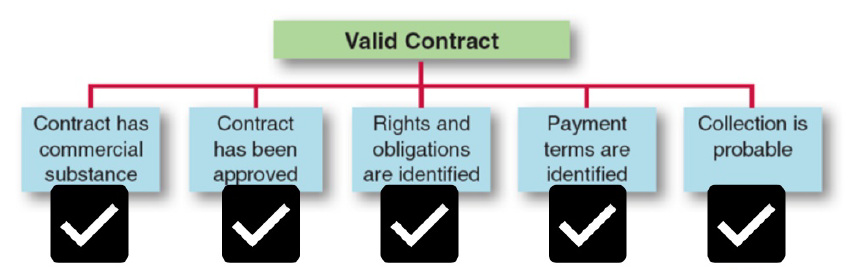 Valid Contract
Contract has
commercial
substance
Contract
has been
approved
Rights and
obligations
are identified
Payment
terms are
identified
Collection is
probable